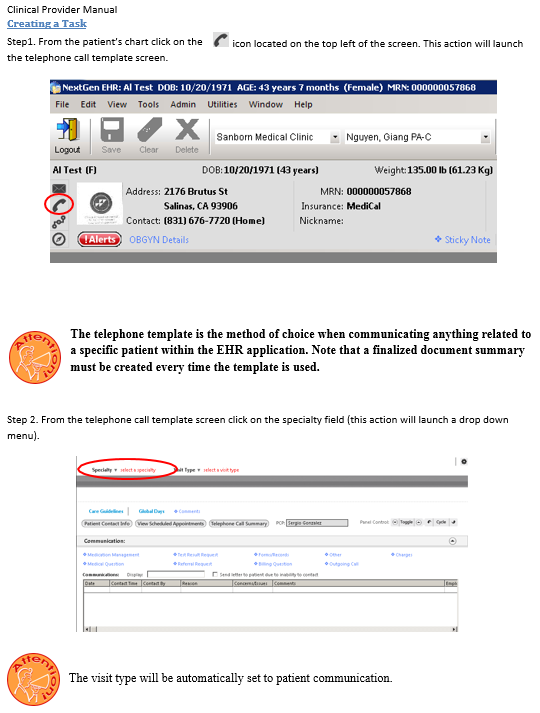 Clinical Provider Manual
Creating a Task
Step1. From the patient's chart click on the icon located on the top left of the screen. This action will launch
the telephone call template screen.
NextGen EHR: Al Test DOB: 10/20/1971 AGE: 43 years 7 months (Female) MRN: 000000057868
File Edit View Tools Admin Utilities Window Help
Logout Save Clear Delete Sanborn Medical Clinic Nguyen, Giang PA-C
Al Test (F) DOB:10/20/1971 (43 years) Weight:135.00 lb (61.23 Kg)
Address: 2176 Brutus St MRN: 000000057868
Salinas, CA 93906 Insurance: MediCal
Contact: (831) 676-7720 (Home) Nickname:
!Alerts OBGYN Details Sticky Note
Attention!
The telephone template is the method of choice when communicating anything related to
a specific patient within the EHR application. Note that a finalized document summary
must be created every time the template is used.
Step 2. From the telephone call template screen click on the specialty field (this action will launch a drop down
menu).
Specialty select a specialty Visit Type select a visit type
Care Guidelines Global Days Comments
Patient Contact Info View Scheduled Appointments Telephone Call Summary PCP: Sergio Gonzalez Panel Control: Toggle Cycle
Communication:
Medication Management Test Result Request Forms/Records Other Charges
Medical Question Referral Request Billing Question Outgoing Call
Communications: Display: Send letter to patient due to inability to contact
Date Contact Time Contact By Reason Concerns/Issues Comments
Attention!
The visit type will be automatically set to patient communication.